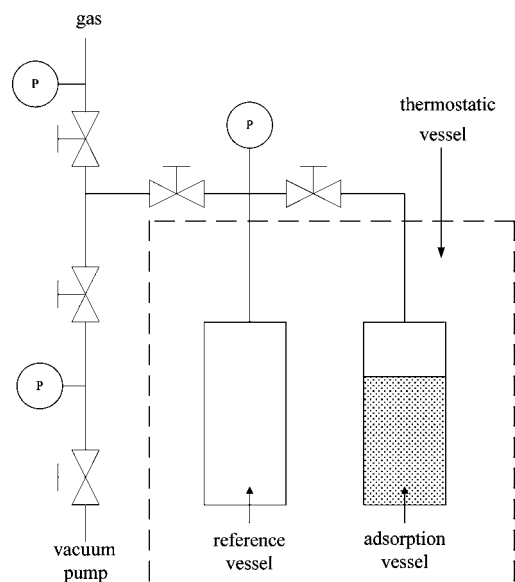 gas
P
P
thermostatic
vessel
P
vacuum
pump
reference
vessel
adsorption
vessel